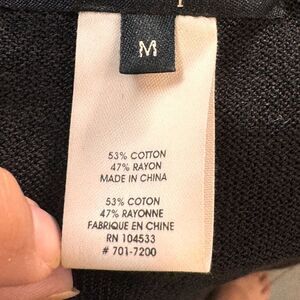 M
53% COTTON
47% RAYON
MADE IN CHINA
53% COTON
47% RAYONNE
FABRIQUE EN CHINE
RN 104533
# 701-7200